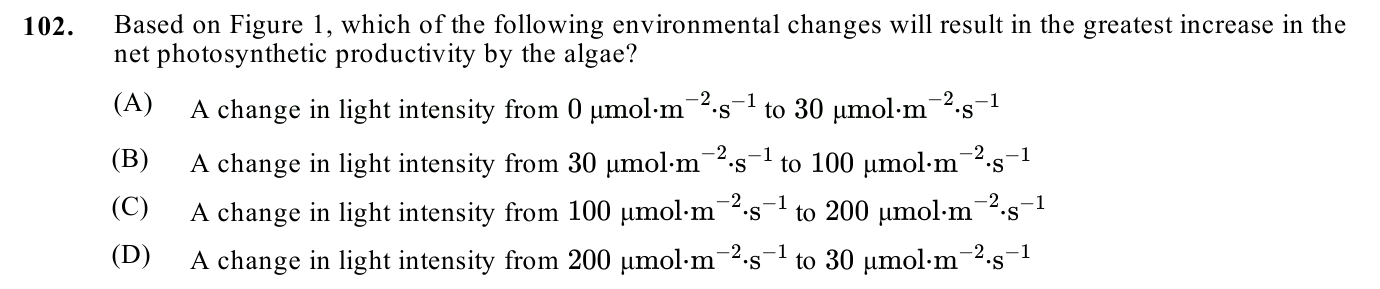 102. Based on Figure 1, which of the following environmental changes will result in the greatest increase in the
net photosynthetic productivity by the algae?
(A) A change in light intensity from 0 μmol·m⁻²·s⁻¹ to 30 μmol·m⁻²·s⁻¹
(B) A change in light intensity from 30 μmol·m⁻²·s⁻¹ to 100 μmol·m⁻²·s⁻¹
(C) A change in light intensity from 100 μmol·m⁻²·s⁻¹ to 200 μmol·m⁻²·s⁻¹
(D) A change in light intensity from 200 μmol·m⁻²·s⁻¹ to 30 μmol·m⁻²·s⁻¹